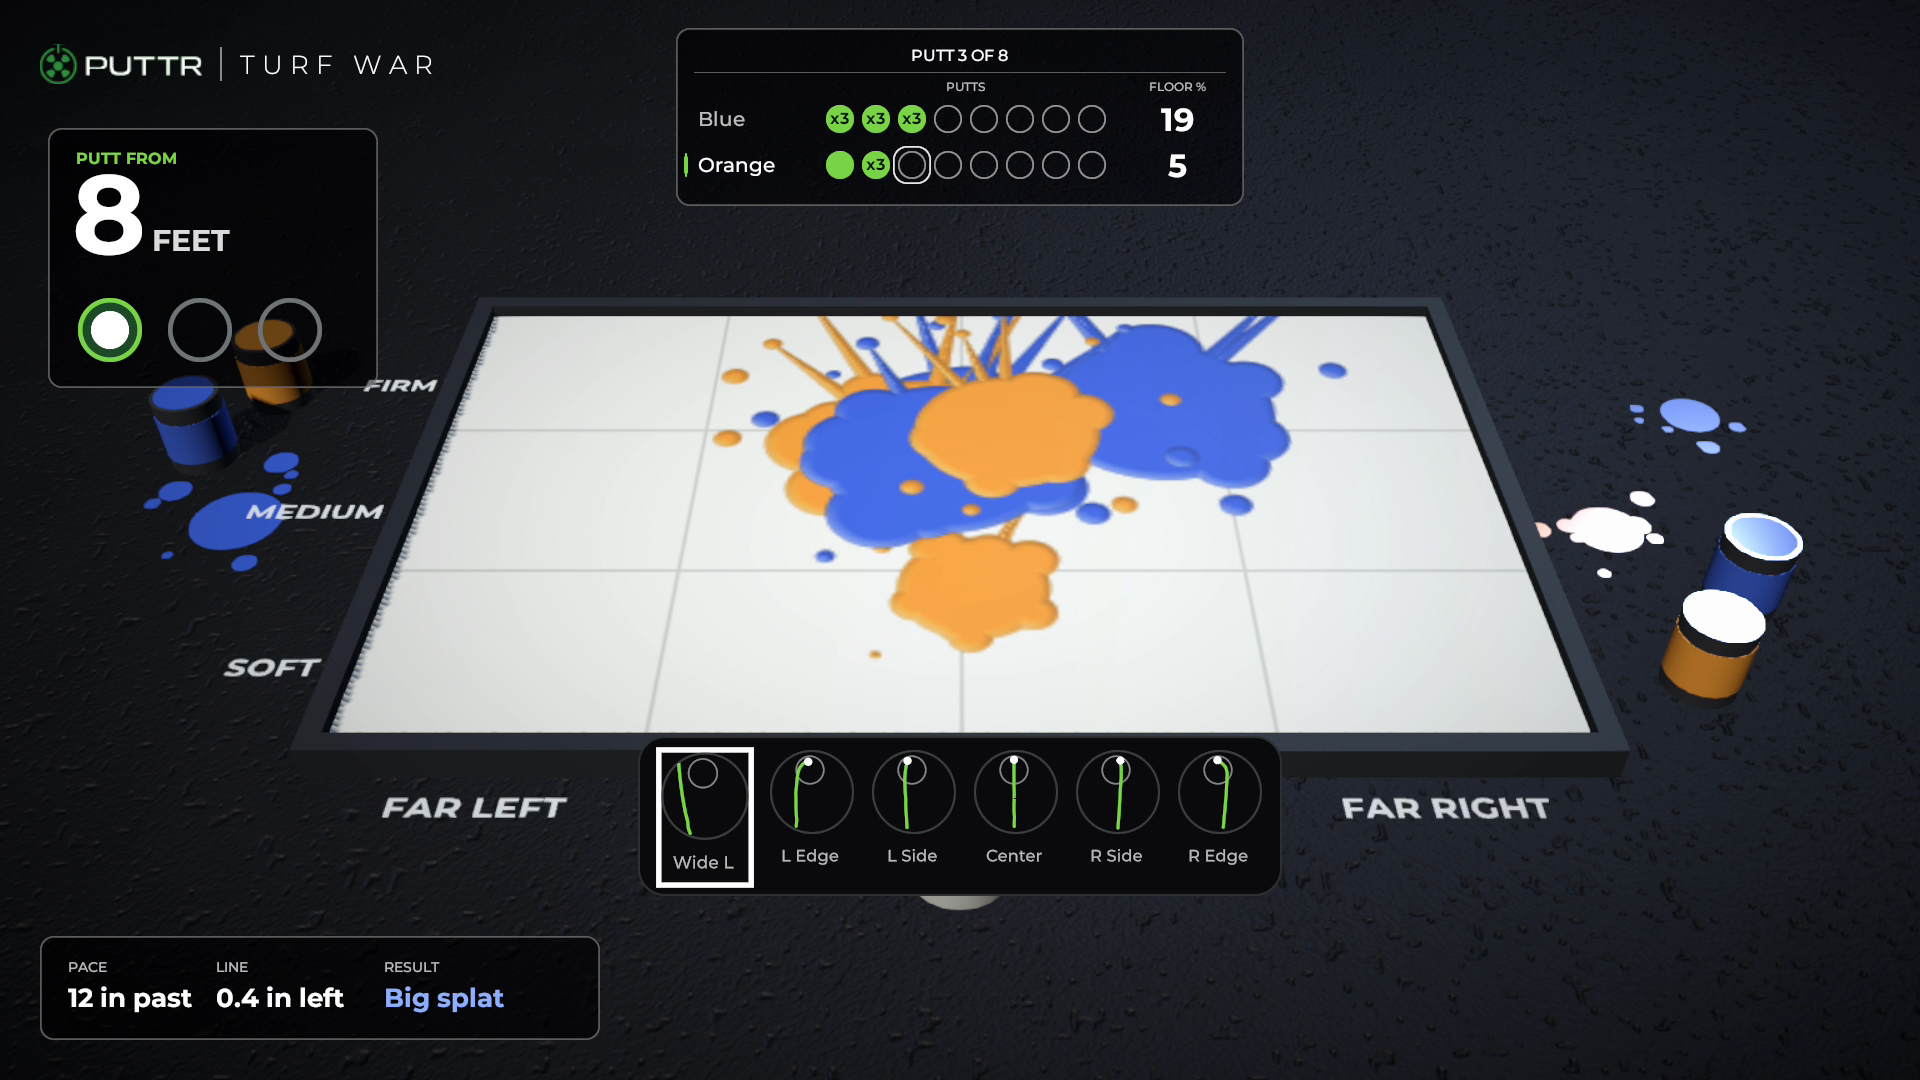 PUTTR | TURF WAR
PUTT 3 OF 8
PUTTS FLOOR %
Blue x3 x3 x3 19
Orange x3 5
PUTT FROM
8 FEET
FIRM
MEDIUM
SOFT
FAR LEFT
FAR RIGHT
Wide L L Edge L Side Center R Side R Edge
PACE LINE RESULT
12 in past 0.4 in left Big splat